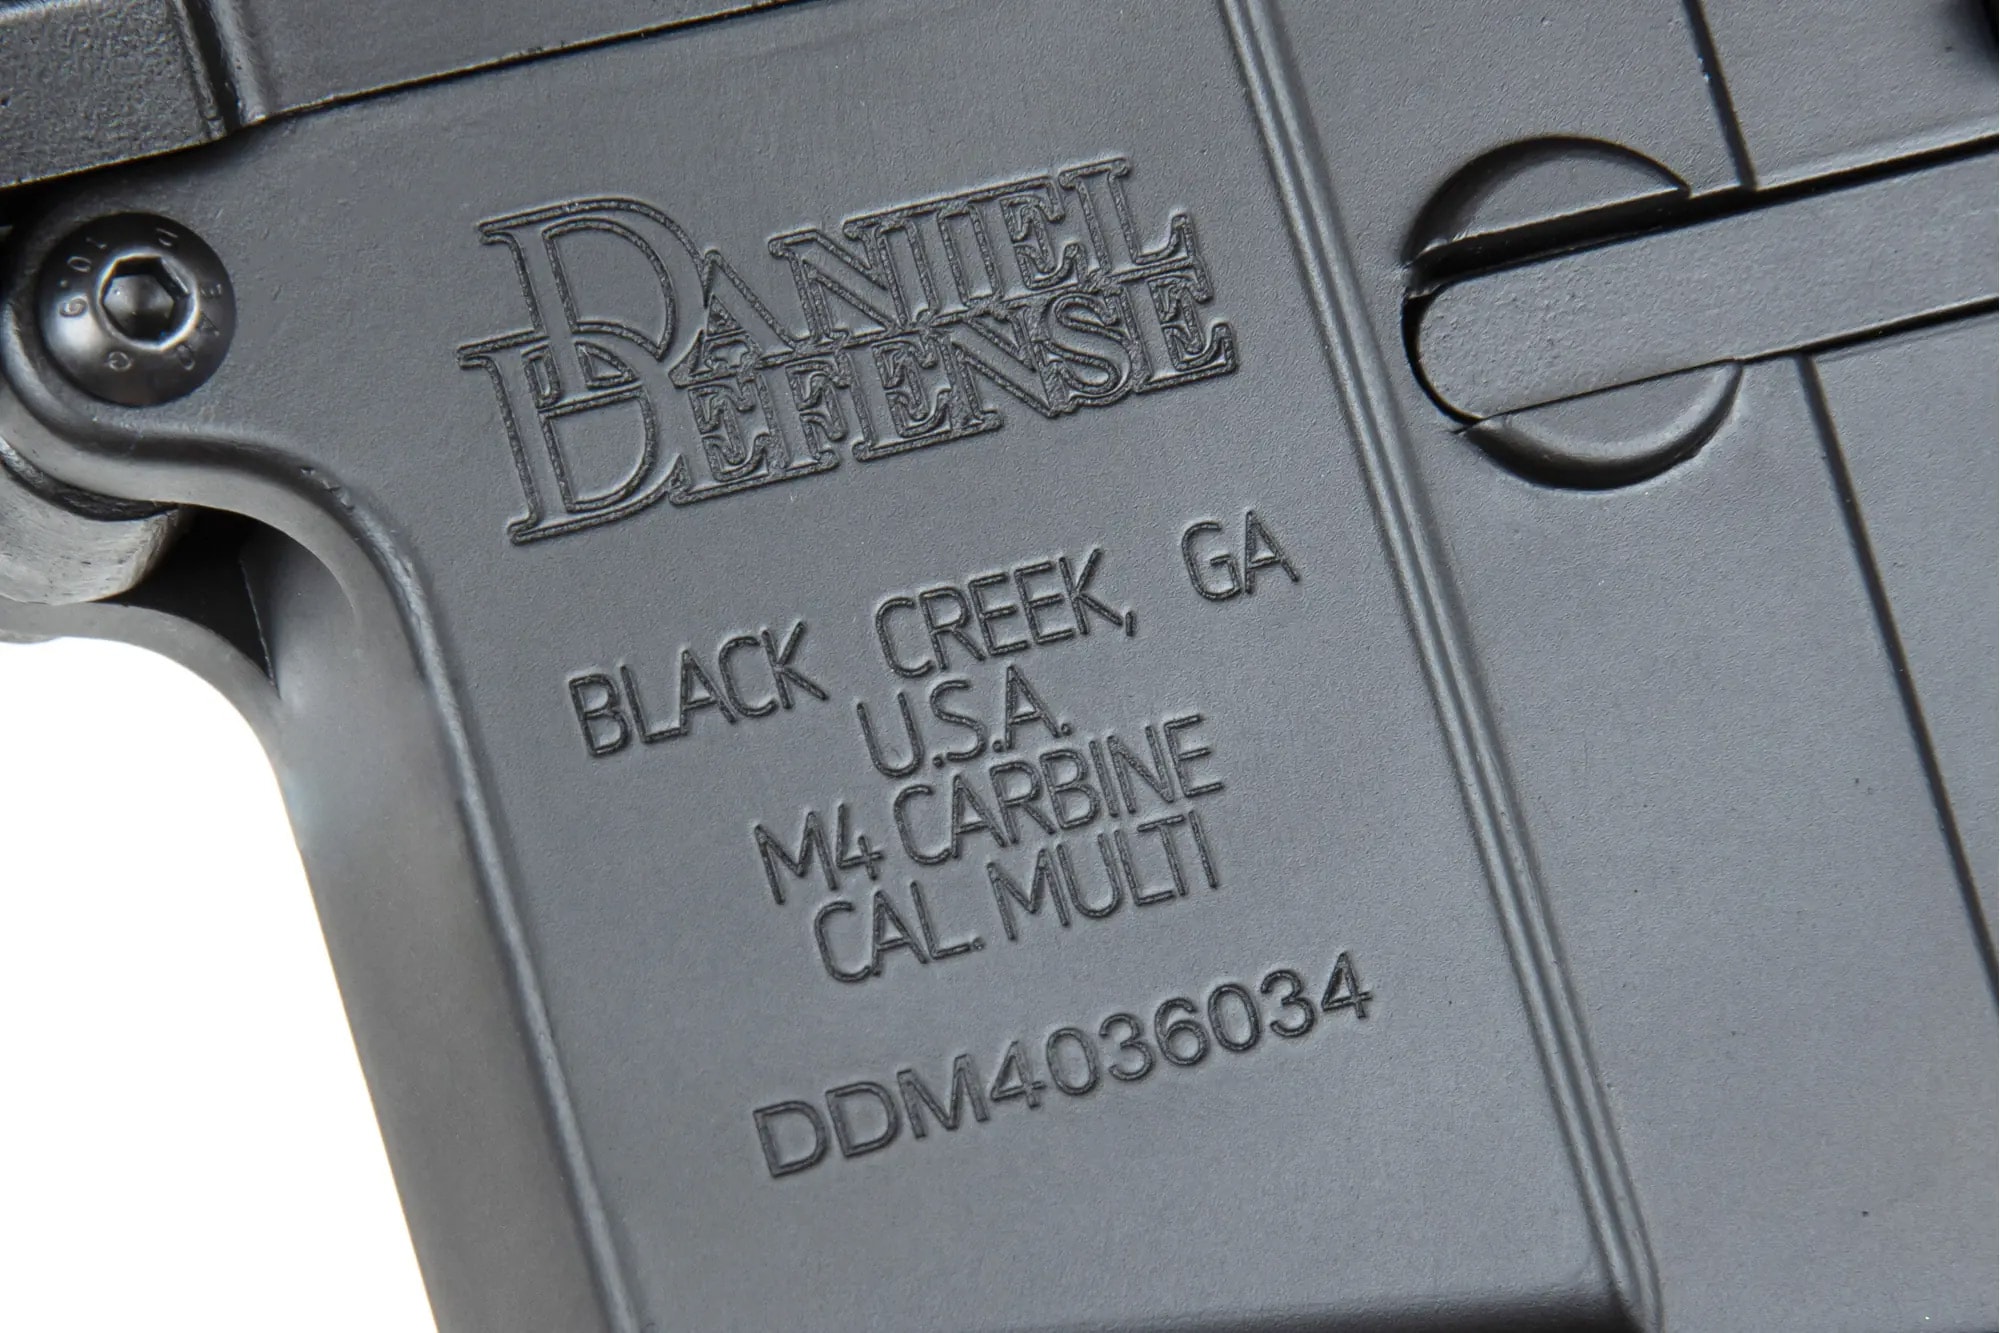 DANIEL
DEFENSE
BLACK CREEK, GA
U.S.A.
M4 CARBINE
CAL. MULTI
DDM4036034